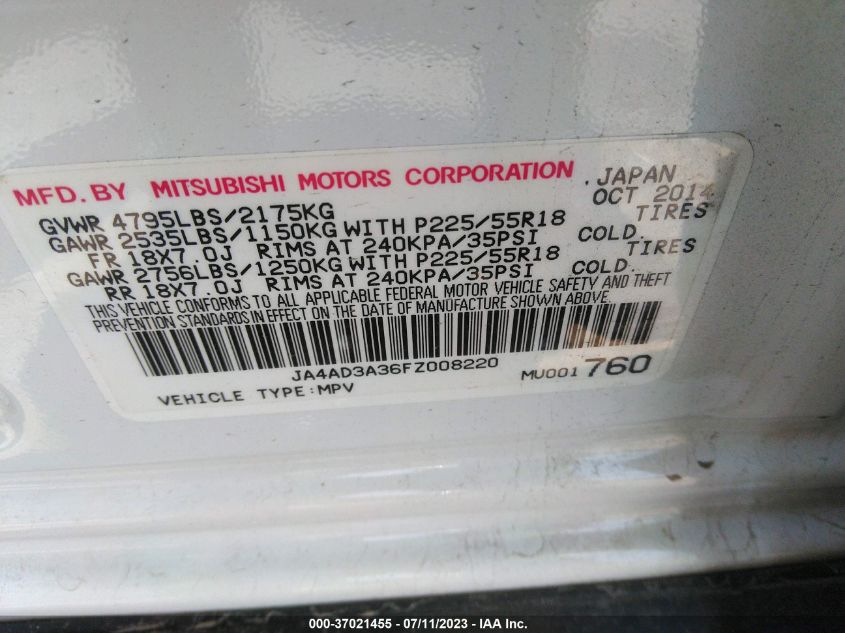 MFD. BY MITSUBISHI MOTORS CORPORATION .JAPAN
OCT 2014
GVWR 4795LBS/2175KG
GAWR 2535LBS/1150KG WITH P225/55R18 TIRES
FR 18X7.0J RIMS AT 240KPA/35PSI COLD.
GAWR 2756LBS/1250KG WITH P225/55R18 TIRES
RR 18X7.0J RIMS AT 240KPA/35PSI COLD.
THIS VEHICLE CONFORMS TO ALL APPLICABLE FEDERAL MOTOR VEHICLE SAFETY AND THEFT
PREVENTION STANDARDS IN EFFECT ON THE DATE OF MANUFACTURE SHOWN ABOVE.
JA4AD3A36FZ008220 MU001 760
VEHICLE TYPE:MPV
000-37021455 - 07/11/2023 - IAA Inc.